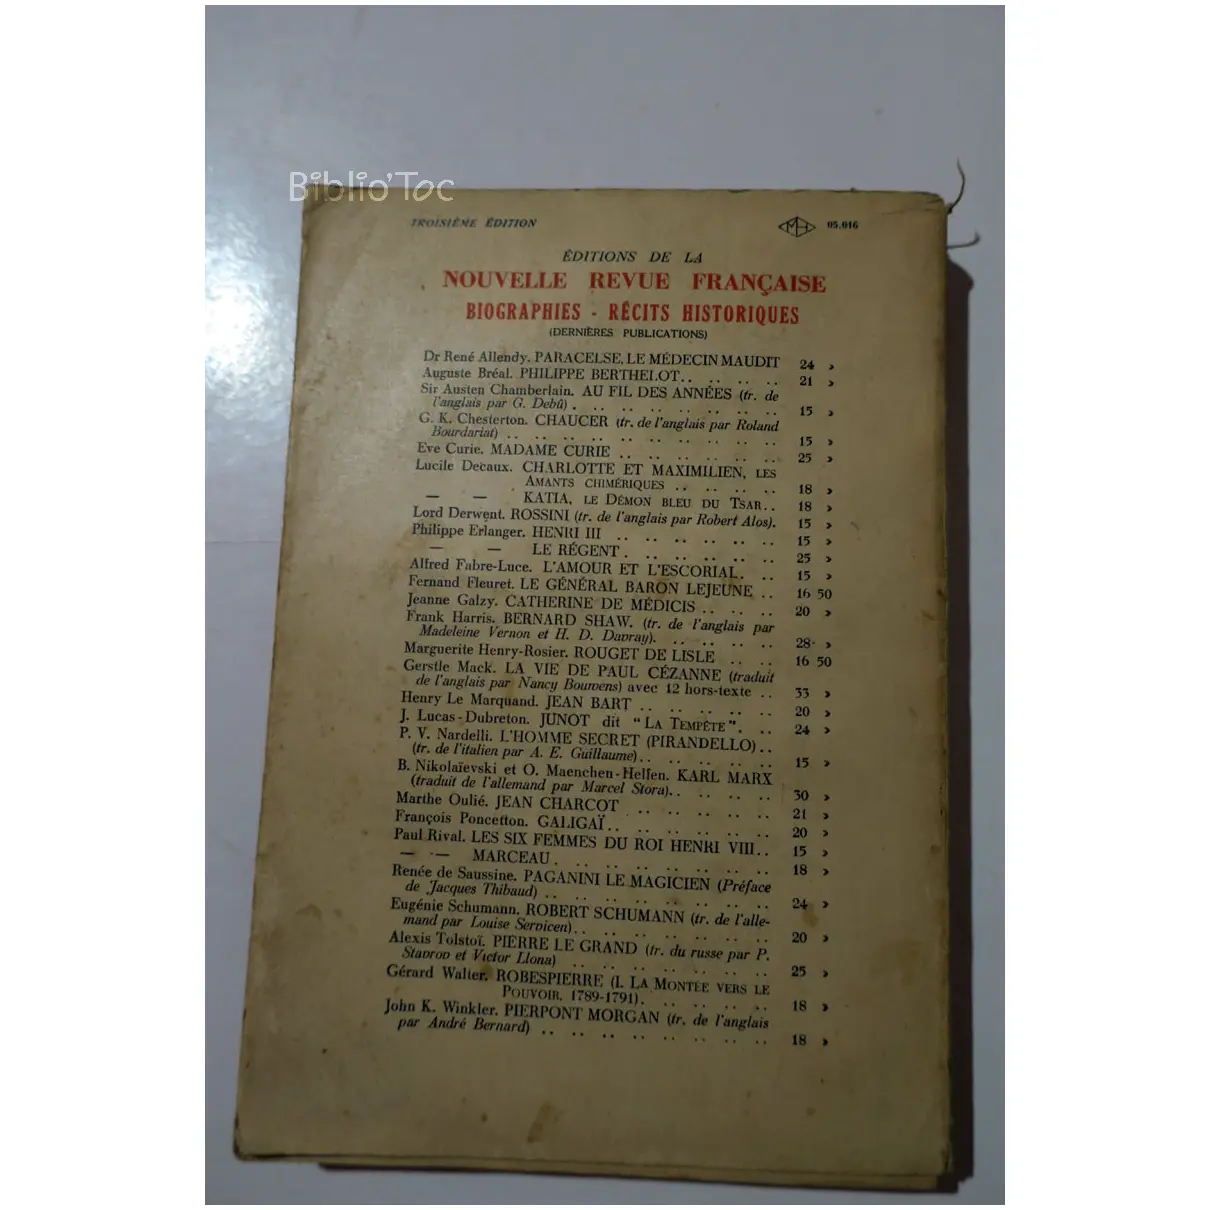 Biblio'Toc
TROISIÈME ÉDITION
MH 05.016
ÉDITIONS DE LA
NOUVELLE REVUE FRANÇAISE
BIOGRAPHIES - RÉCITS HISTORIQUES
(DERNIÈRES PUBLICATIONS)
Dr René Allendy. PARACELSE, LE MÉDECIN MAUDIT 24 »
Auguste Bréal. PHILIPPE BERTHELOT.. .. .. .. 21 »
Sir Austen Chamberlain. AU FIL DES ANNÉES (tr. de
l'anglais par G. Debû) . .. .. .. .. .. .. .. 15 »
G. K. Chesterton. CHAUCER (tr. de l'anglais par Roland
Bourdariat) .. .. .. .. .. .. .. .. .. .. 15 »
Eve Curie. MADAME CURIE .. .. .. .. .. .. 25 »
Lucile Decaux. CHARLOTTE ET MAXIMILIEN, LES
AMANTS CHIMÉRIQUES .. .. .. .. 18 »
— — KATIA, LE DÉMON BLEU DU TSAR.. 18 »
Lord Derwent. ROSSINI (tr. de l'anglais par Robert Alos). 15 »
Philippe Erlanger. HENRI III .. .. .. .. .. .. 15 »
— — LE RÉGENT . .. .. .. .. .. 25 »
Alfred Fabre-Luce. L'AMOUR ET L'ESCORIAL. .. 15 »
Fernand Fleuret. LE GÉNÉRAL BARON LEJEUNE .. 16 50
Jeanne Galzy. CATHERINE DE MÉDICIS .. .. .. 20 »
Frank Harris. BERNARD SHAW. (tr. de l'anglais par
Madeleine Vernon et H. D. Davray). .. .. .. .. 28 »
Marguerite Henry-Rosier. ROUGET DE LISLE .. .. 16 50
Gerstle Mack. LA VIE DE PAUL CÉZANNE (traduit
de l'anglais par Nancy Bouwens) avec 12 hors-texte .. 33 »
Henry Le Marquand. JEAN BART .. .. .. .. .. 20 »
J. Lucas-Dubreton. JUNOT dit "LA TEMPÊTE". .. 24 »
P. V. Nardelli. L'HOMME SECRET (PIRANDELLO)..
(tr. de l'italien par A. E. Guillaume).. .. .. .. .. 15 »
B. Nikolaïevski et O. Maenchen-Helfen. KARL MARX
(traduit de l'allemand par Marcel Stora).. .. .. .. 30 »
Marthe Oulié. JEAN CHARCOT .. .. .. .. .. 21 »
François Poncetton. GALIGAÏ.. .. .. .. .. .. 20 »
Paul Rival. LES SIX FEMMES DU ROI HENRI VIII.. 15 »
— — MARCEAU . .. .. .. .. .. .. 18 »
Renée de Saussine. PAGANINI LE MAGICIEN (Préface
de Jacques Thibaud) .. .. .. .. .. .. .. .. 24 »
Eugénie Schumann. ROBERT SCHUMANN (tr. de l'alle-
mand par Louise Servicen).. .. .. .. .. .. .. 20 »
Alexis Tolstoï. PIERRE LE GRAND (tr. du russe par P.
Stavrov et Victor Llona) .. .. .. .. .. .. .. 25 »
Gérard Walter. ROBESPIERRE (I. LA MONTÉE VERS LE
POUVOIR, 1789-1791). .. .. .. .. 18 »
John K. Winkler. PIERPONT MORGAN (tr. de l'anglais
par André Bernard) .. .. .. .. .. .. .. .. 18 »